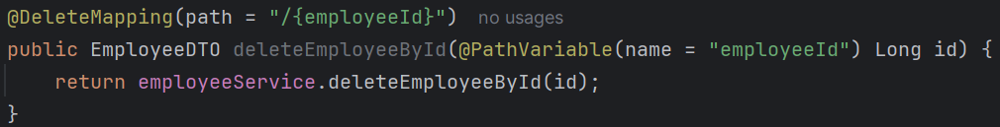 @DeleteMapping(path = "/{employeeId}") no usages
public EmployeeDTO deleteEmployeeById(@PathVariable(name = "employeeId") Long id) {
    return employeeService.deleteEmployeeById(id);
}